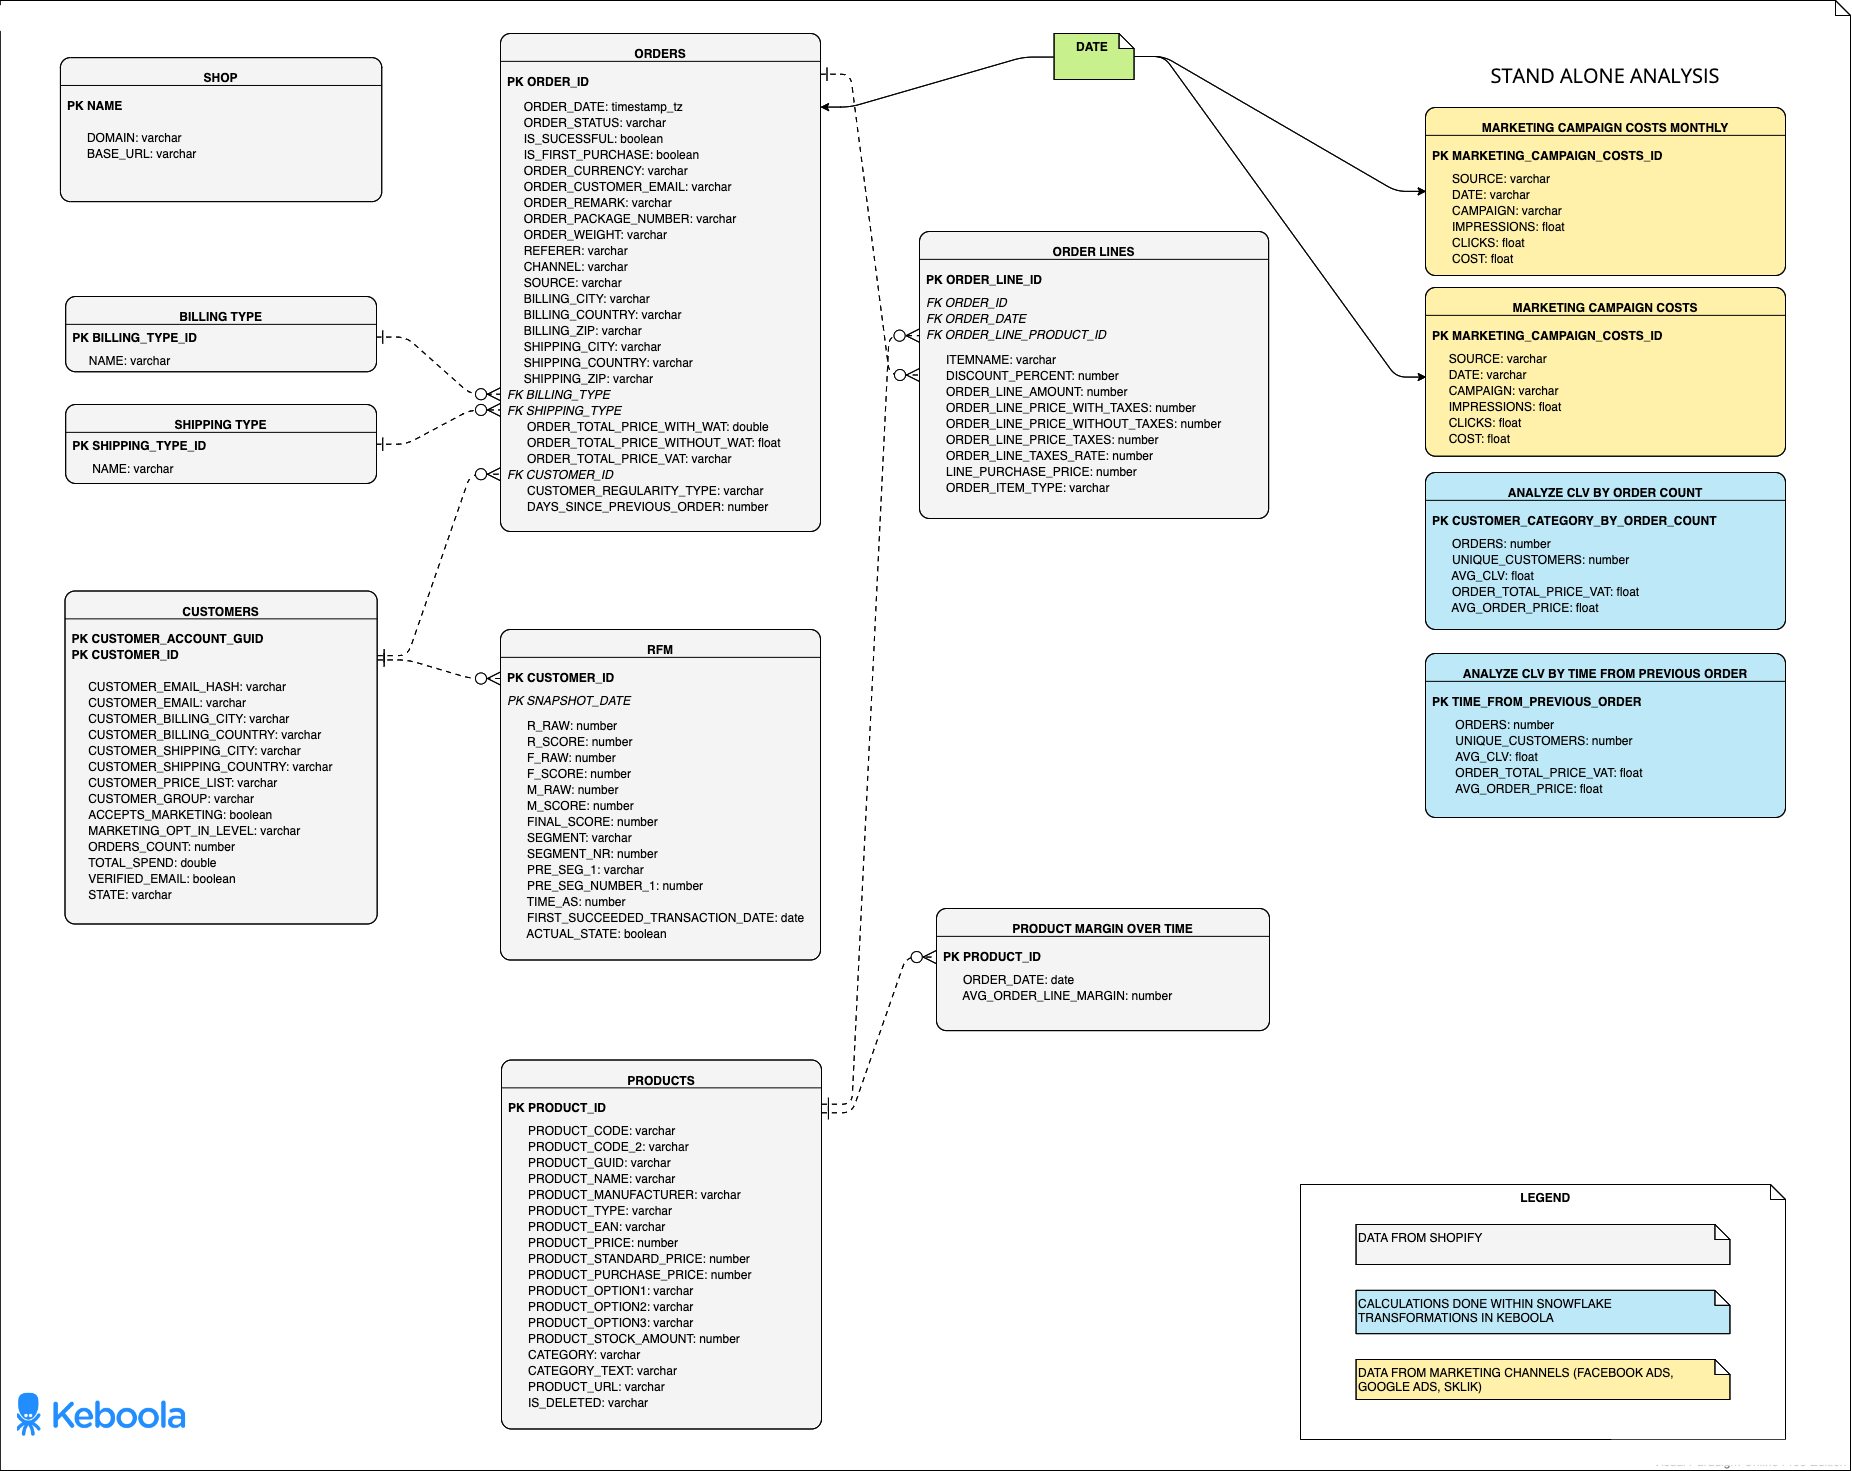 SHOP
PK NAME
DOMAIN: varchar
BASE_URL: varchar
BILLING TYPE
PK BILLING_TYPE_ID
NAME: varchar
SHIPPING TYPE
PK SHIPPING_TYPE_ID
NAME: varchar
CUSTOMERS
PK CUSTOMER_ACCOUNT_GUID
PK CUSTOMER_ID
CUSTOMER_EMAIL_HASH: varchar
CUSTOMER_EMAIL: varchar
CUSTOMER_BILLING_CITY: varchar
CUSTOMER_BILLING_COUNTRY: varchar
CUSTOMER_SHIPPING_CITY: varchar
CUSTOMER_SHIPPING_COUNTRY: varchar
CUSTOMER_PRICE_LIST: varchar
CUSTOMER_GROUP: varchar
ACCEPTS_MARKETING: boolean
MARKETING_OPT_IN_LEVEL: varchar
ORDERS_COUNT: number
TOTAL_SPEND: double
VERIFIED_EMAIL: boolean
STATE: varchar
ORDERS
PK ORDER_ID
ORDER_DATE: timestamp_tz
ORDER_STATUS: varchar
IS_SUCESSFUL: boolean
IS_FIRST_PURCHASE: boolean
ORDER_CURRENCY: varchar
ORDER_CUSTOMER_EMAIL: varchar
ORDER_REMARK: varchar
ORDER_PACKAGE_NUMBER: varchar
ORDER_WEIGHT: varchar
REFERER: varchar
CHANNEL: varchar
SOURCE: varchar
BILLING_CITY: varchar
BILLING_COUNTRY: varchar
BILLING_ZIP: varchar
SHIPPING_CITY: varchar
SHIPPING_COUNTRY: varchar
SHIPPING_ZIP: varchar
FK BILLING_TYPE
FK SHIPPING_TYPE
ORDER_TOTAL_PRICE_WITH_WAT: double
ORDER_TOTAL_PRICE_WITHOUT_WAT: float
ORDER_TOTAL_PRICE_VAT: varchar
FK CUSTOMER_ID
CUSTOMER_REGULARITY_TYPE: varchar
DAYS_SINCE_PREVIOUS_ORDER: number
RFM
PK CUSTOMER_ID
PK SNAPSHOT_DATE
R_RAW: number
R_SCORE: number
F_RAW: number
F_SCORE: number
M_RAW: number
M_SCORE: number
FINAL_SCORE: number
SEGMENT: varchar
SEGMENT_NR: number
PRE_SEG_1: varchar
PRE_SEG_NUMBER_1: number
TIME_AS: number
FIRST_SUCCEEDED_TRANSACTION_DATE: date
ACTUAL_STATE: boolean
PRODUCTS
PK PRODUCT_ID
PRODUCT_CODE: varchar
PRODUCT_CODE_2: varchar
PRODUCT_GUID: varchar
PRODUCT_NAME: varchar
PRODUCT_MANUFACTURER: varchar
PRODUCT_TYPE: varchar
PRODUCT_EAN: varchar
PRODUCT_PRICE: number
PRODUCT_STANDARD_PRICE: number
PRODUCT_PURCHASE_PRICE: number
PRODUCT_OPTION1: varchar
PRODUCT_OPTION2: varchar
PRODUCT_OPTION3: varchar
PRODUCT_STOCK_AMOUNT: number
CATEGORY: varchar
CATEGORY_TEXT: varchar
PRODUCT_URL: varchar
IS_DELETED: varchar
DATE
ORDER LINES
PK ORDER_LINE_ID
FK ORDER_ID
FK ORDER_DATE
FK ORDER_LINE_PRODUCT_ID
ITEMNAME: varchar
DISCOUNT_PERCENT: number
ORDER_LINE_AMOUNT: number
ORDER_LINE_PRICE_WITH_TAXES: number
ORDER_LINE_PRICE_WITHOUT_TAXES: number
ORDER_LINE_PRICE_TAXES: number
ORDER_LINE_TAXES_RATE: number
LINE_PURCHASE_PRICE: number
ORDER_ITEM_TYPE: varchar
PRODUCT MARGIN OVER TIME
PK PRODUCT_ID
ORDER_DATE: date
AVG_ORDER_LINE_MARGIN: number
STAND ALONE ANALYSIS
MARKETING CAMPAIGN COSTS MONTHLY
PK MARKETING_CAMPAIGN_COSTS_ID
SOURCE: varchar
DATE: varchar
CAMPAIGN: varchar
IMPRESSIONS: float
CLICKS: float
COST: float
MARKETING CAMPAIGN COSTS
PK MARKETING_CAMPAIGN_COSTS_ID
SOURCE: varchar
DATE: varchar
CAMPAIGN: varchar
IMPRESSIONS: float
CLICKS: float
COST: float
ANALYZE CLV BY ORDER COUNT
PK CUSTOMER_CATEGORY_BY_ORDER_COUNT
ORDERS: number
UNIQUE_CUSTOMERS: number
AVG_CLV: float
ORDER_TOTAL_PRICE_VAT: float
AVG_ORDER_PRICE: float
ANALYZE CLV BY TIME FROM PREVIOUS ORDER
PK TIME_FROM_PREVIOUS_ORDER
ORDERS: number
UNIQUE_CUSTOMERS: number
AVG_CLV: float
ORDER_TOTAL_PRICE_VAT: float
AVG_ORDER_PRICE: float
LEGEND
DATA FROM SHOPIFY
CALCULATIONS DONE WITHIN SNOWFLAKE
TRANSFORMATIONS IN KEBOOLA
DATA FROM MARKETING CHANNELS (FACEBOOK ADS,
GOOGLE ADS, SKLIK)
Keboola